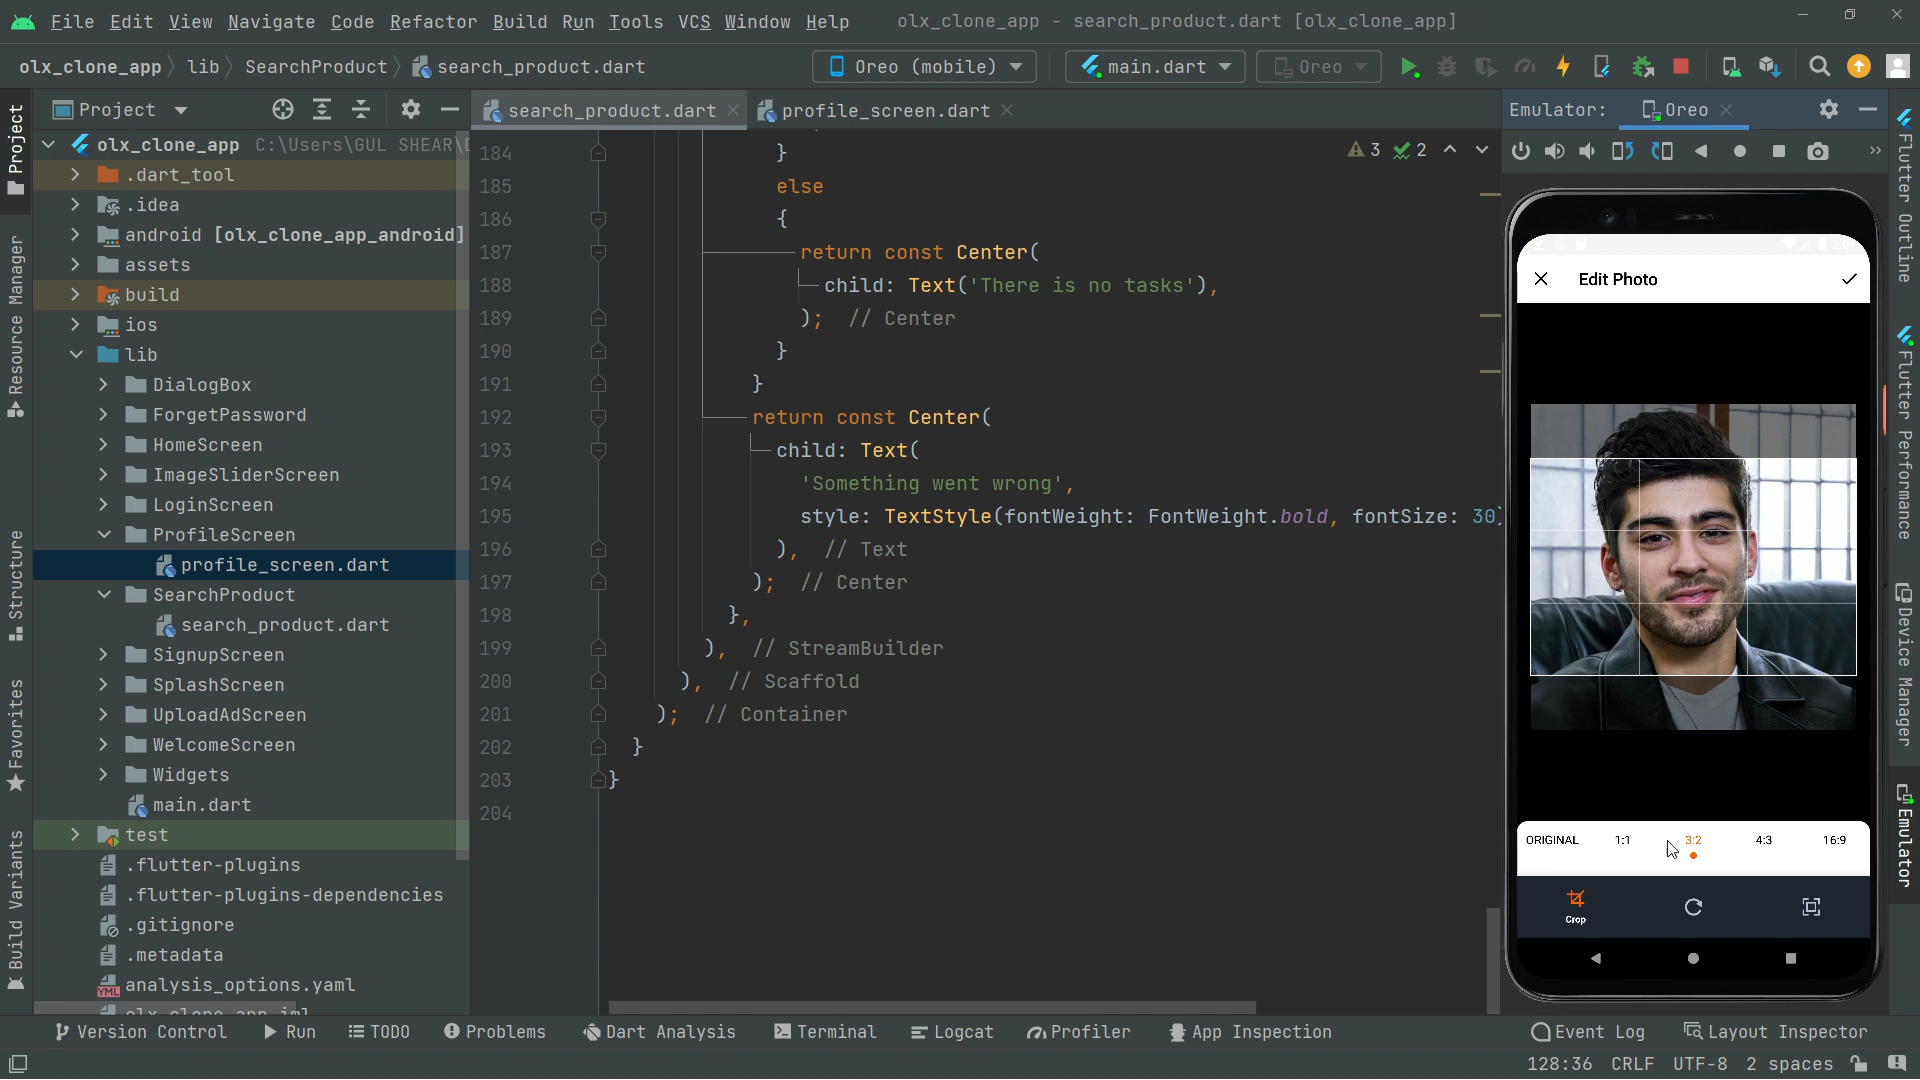 File Edit View Navigate Code Refactor Build Run Tools VCS Window Help olx_clone_app - search_product.dart [olx_clone_app]
olx_clone_app lib SearchProduct search_product.dart Oreo (mobile) main.dart Oreo
Project
search_product.dart profile_screen.dart
Emulator: Oreo
olx_clone_app C:\Users\GUL SHEAR\
.dart_tool
.idea
android [olx_clone_app_android]
assets
build
ios
lib
DialogBox
ForgetPassword
HomeScreen
ImageSliderScreen
LoginScreen
ProfileScreen
profile_screen.dart
SearchProduct
search_product.dart
SignupScreen
SplashScreen
UploadAdScreen
WelcomeScreen
Widgets
main.dart
test
.flutter-plugins
.flutter-plugins-dependencies
.gitignore
.metadata
analysis_options.yaml
3 2
184 }
185 else
186 {
187 return const Center(
188 child: Text('There is no tasks'),
189 ); // Center
190 }
191 }
192 return const Center(
193 child: Text(
194 'Something went wrong',
195 style: TextStyle(fontWeight: FontWeight.bold, fontSize: 30)
196 ), // Text
197 ); // Center
198 },
199 ), // StreamBuilder
200 ), // Scaffold
201 ); // Container
202 }
203 }
204
Edit Photo
ORIGINAL 1:1 3:2 4:3 16:9
Crop
Project
Resource Manager
Structure
Favorites
Build Variants
Flutter Outline
Flutter Performance
Device Manager
Emulator
Version Control Run TODO Problems Dart Analysis Terminal Logcat Profiler App Inspection Event Log Layout Inspector
128:36 CRLF UTF-8 2 spaces